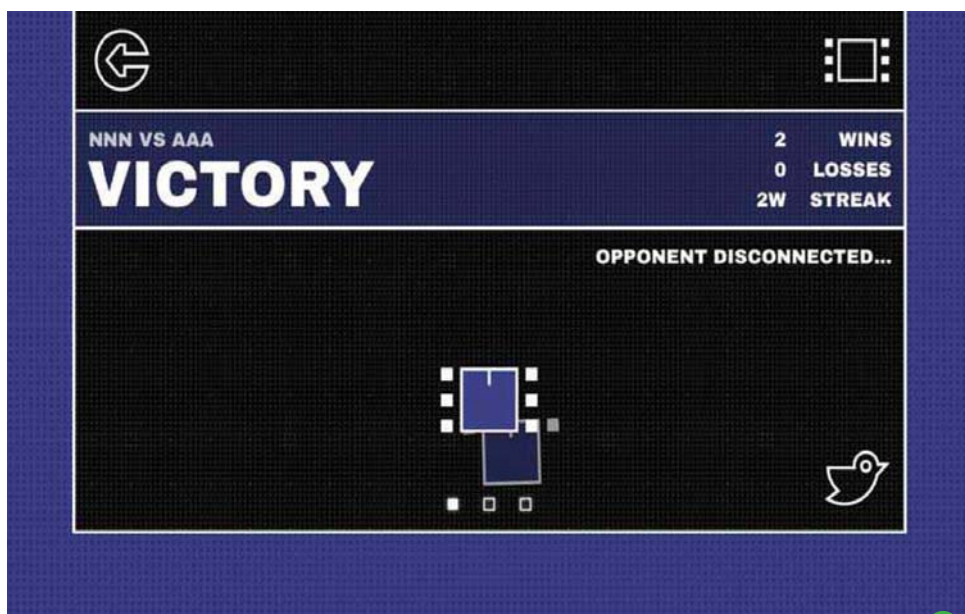 NNN VS AAA
VICTORY
2 WINS
0 LOSSES
2W STREAK
OPPONENT DISCONNECTED...